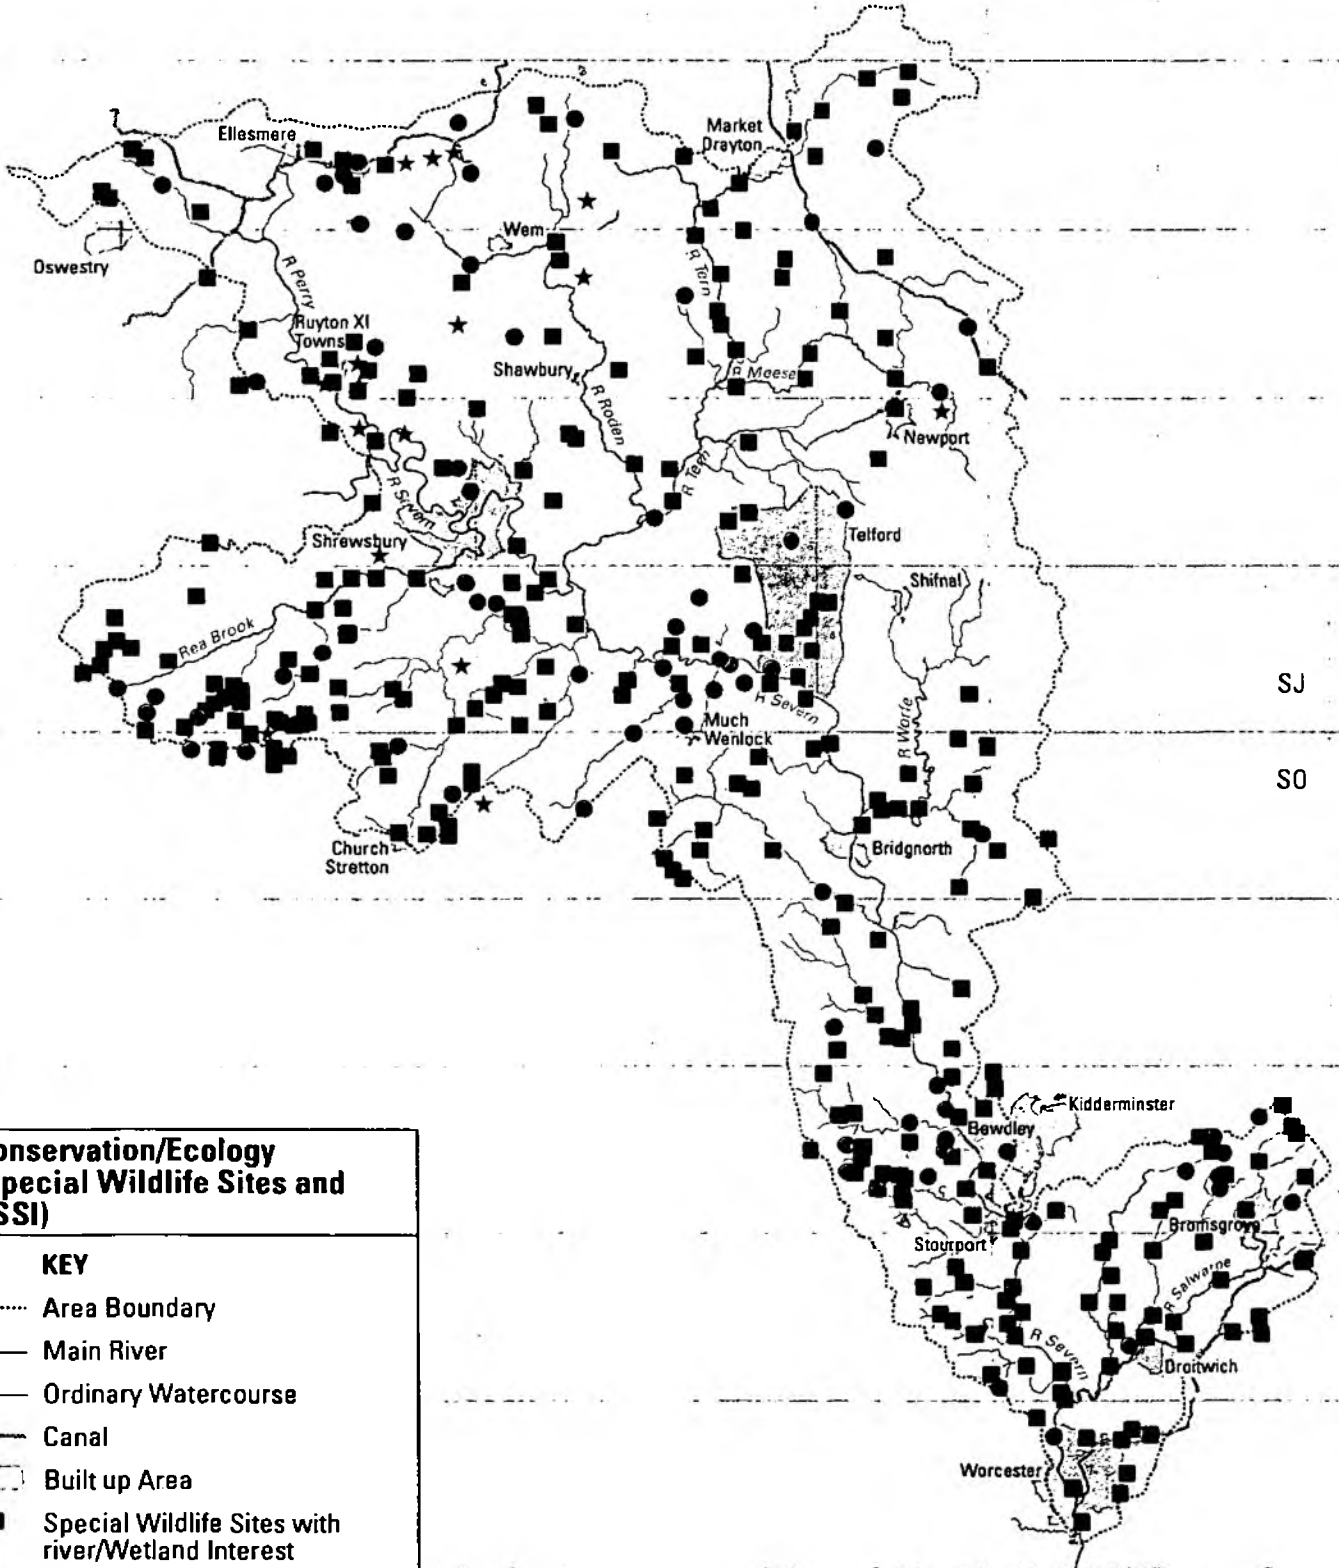 Ellesmere
Market
Drayton
Wem
Oswestry
R Perry
R Tern
Ruyton XI
Towns
Shawbury
R Meese
R Roden
Newport
R Tern
R Severn
Shrewsbury
Telford
Shifnal
Rea Brook
SJ
R Severn
Much
Wenlock
R Worfe
SO
Church
Stretton
Bridgnorth
Kidderminster
Bewdley
Bromsgrove
Stourport
R Salwarpe
R Severn
Droitwich
Worcester
onservation/Ecology
pecial Wildlife Sites and
SSI)
KEY
Area Boundary
Main River
Ordinary Watercourse
Canal
Built up Area
Special Wildlife Sites with
river/Wetland Interest